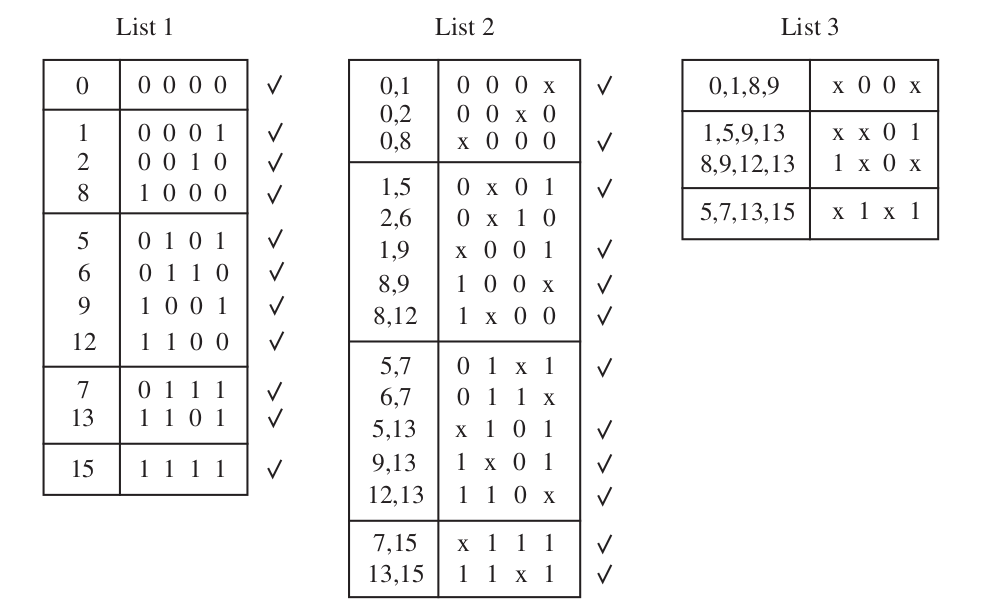 List 1
0 0 0 0 0 ✓
1 0 0 0 1 ✓
2 0 0 1 0 ✓
8 1 0 0 0 ✓
5 0 1 0 1 ✓
6 0 1 1 0 ✓
9 1 0 0 1 ✓
12 1 1 0 0 ✓
7 0 1 1 1 ✓
13 1 1 0 1 ✓
15 1 1 1 1 ✓
List 2
0,1 0 0 0 x ✓
0,2 0 0 x 0
0,8 x 0 0 0 ✓
1,5 0 x 0 1 ✓
2,6 0 x 1 0
1,9 x 0 0 1 ✓
8,9 1 0 0 x ✓
8,12 1 x 0 0 ✓
5,7 0 1 x 1 ✓
6,7 0 1 1 x
5,13 x 1 0 1 ✓
9,13 1 x 0 1 ✓
12,13 1 1 0 x ✓
7,15 x 1 1 1 ✓
13,15 1 1 x 1 ✓
List 3
0,1,8,9 x 0 0 x
1,5,9,13 x x 0 1
8,9,12,13 1 x 0 x
5,7,13,15 x 1 x 1